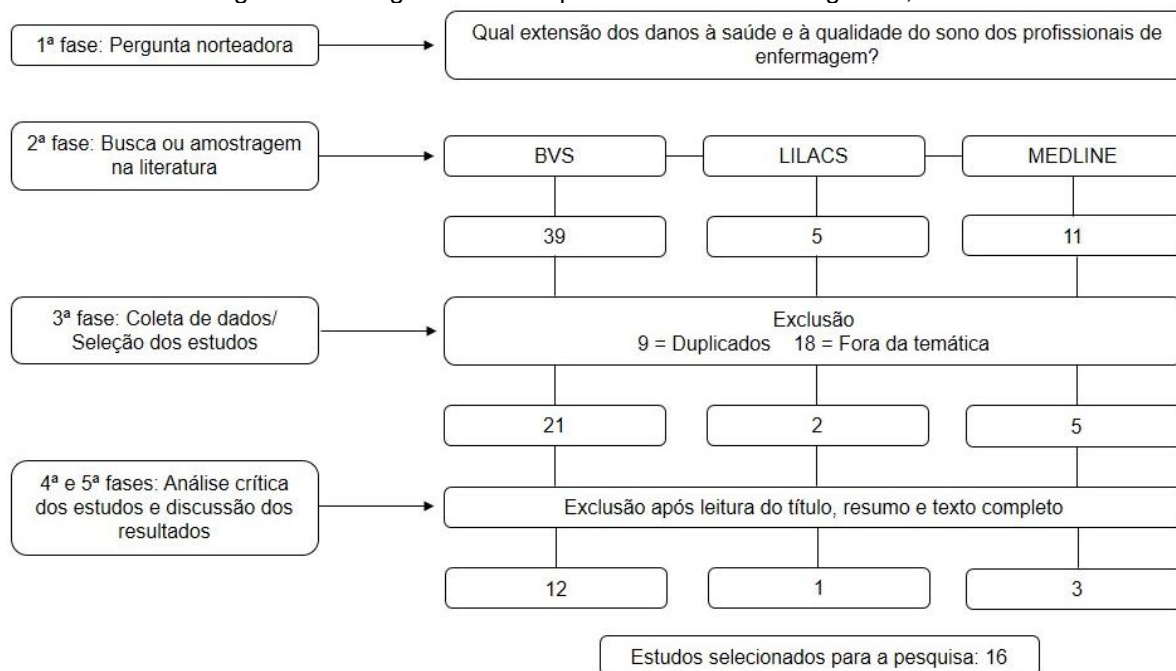 1ª fase: Pergunta norteadora
Qual extensão dos danos à saúde e à qualidade do sono dos profissionais de
enfermagem?
2ª fase: Busca ou amostragem
na literatura
BVS
LILACS
MEDLINE
39
5
11
3ª fase: Coleta de dados/
Seleção dos estudos
Exclusão
9 = Duplicados 18 = Fora da temática
21
2
5
4ª e 5ª fases: Análise crítica
dos estudos e discussão dos
resultados
Exclusão após leitura do título, resumo e texto completo
12
1
3
Estudos selecionados para a pesquisa: 16